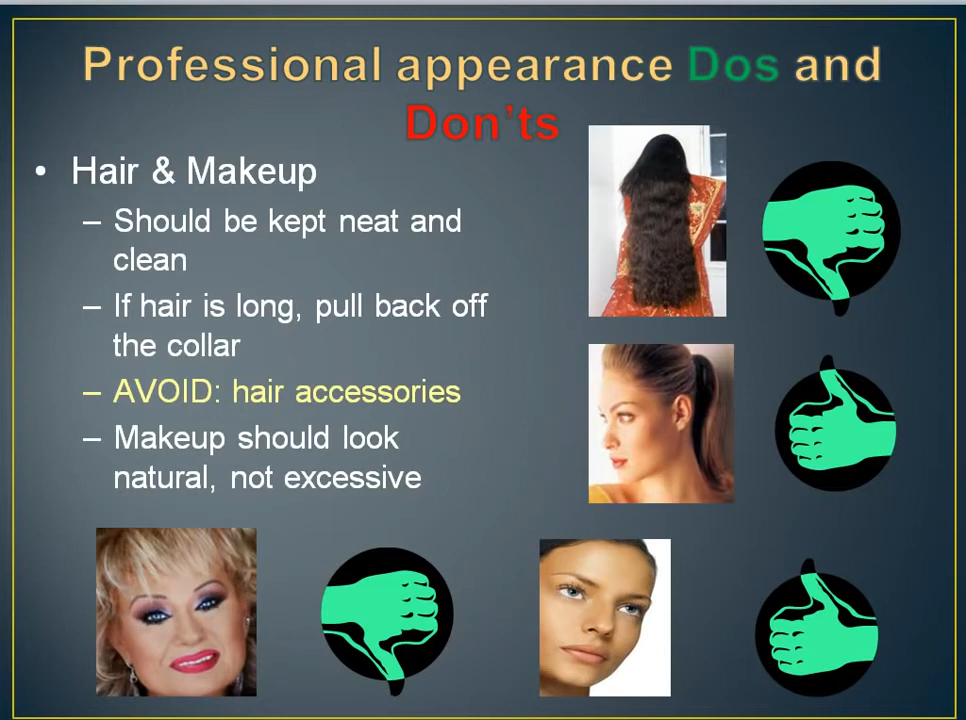 Professional appearance Dos and
Don’ts
• Hair & Makeup
– Should be kept neat and
clean
– If hair is long, pull back off
the collar
– AVOID: hair accessories
– Makeup should look
natural, not excessive